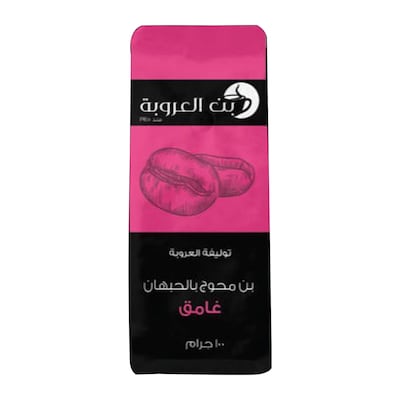 بن العروبة
توليفة العروبة
بن محوج بالحبهان
غامق
١٠٠ جرام